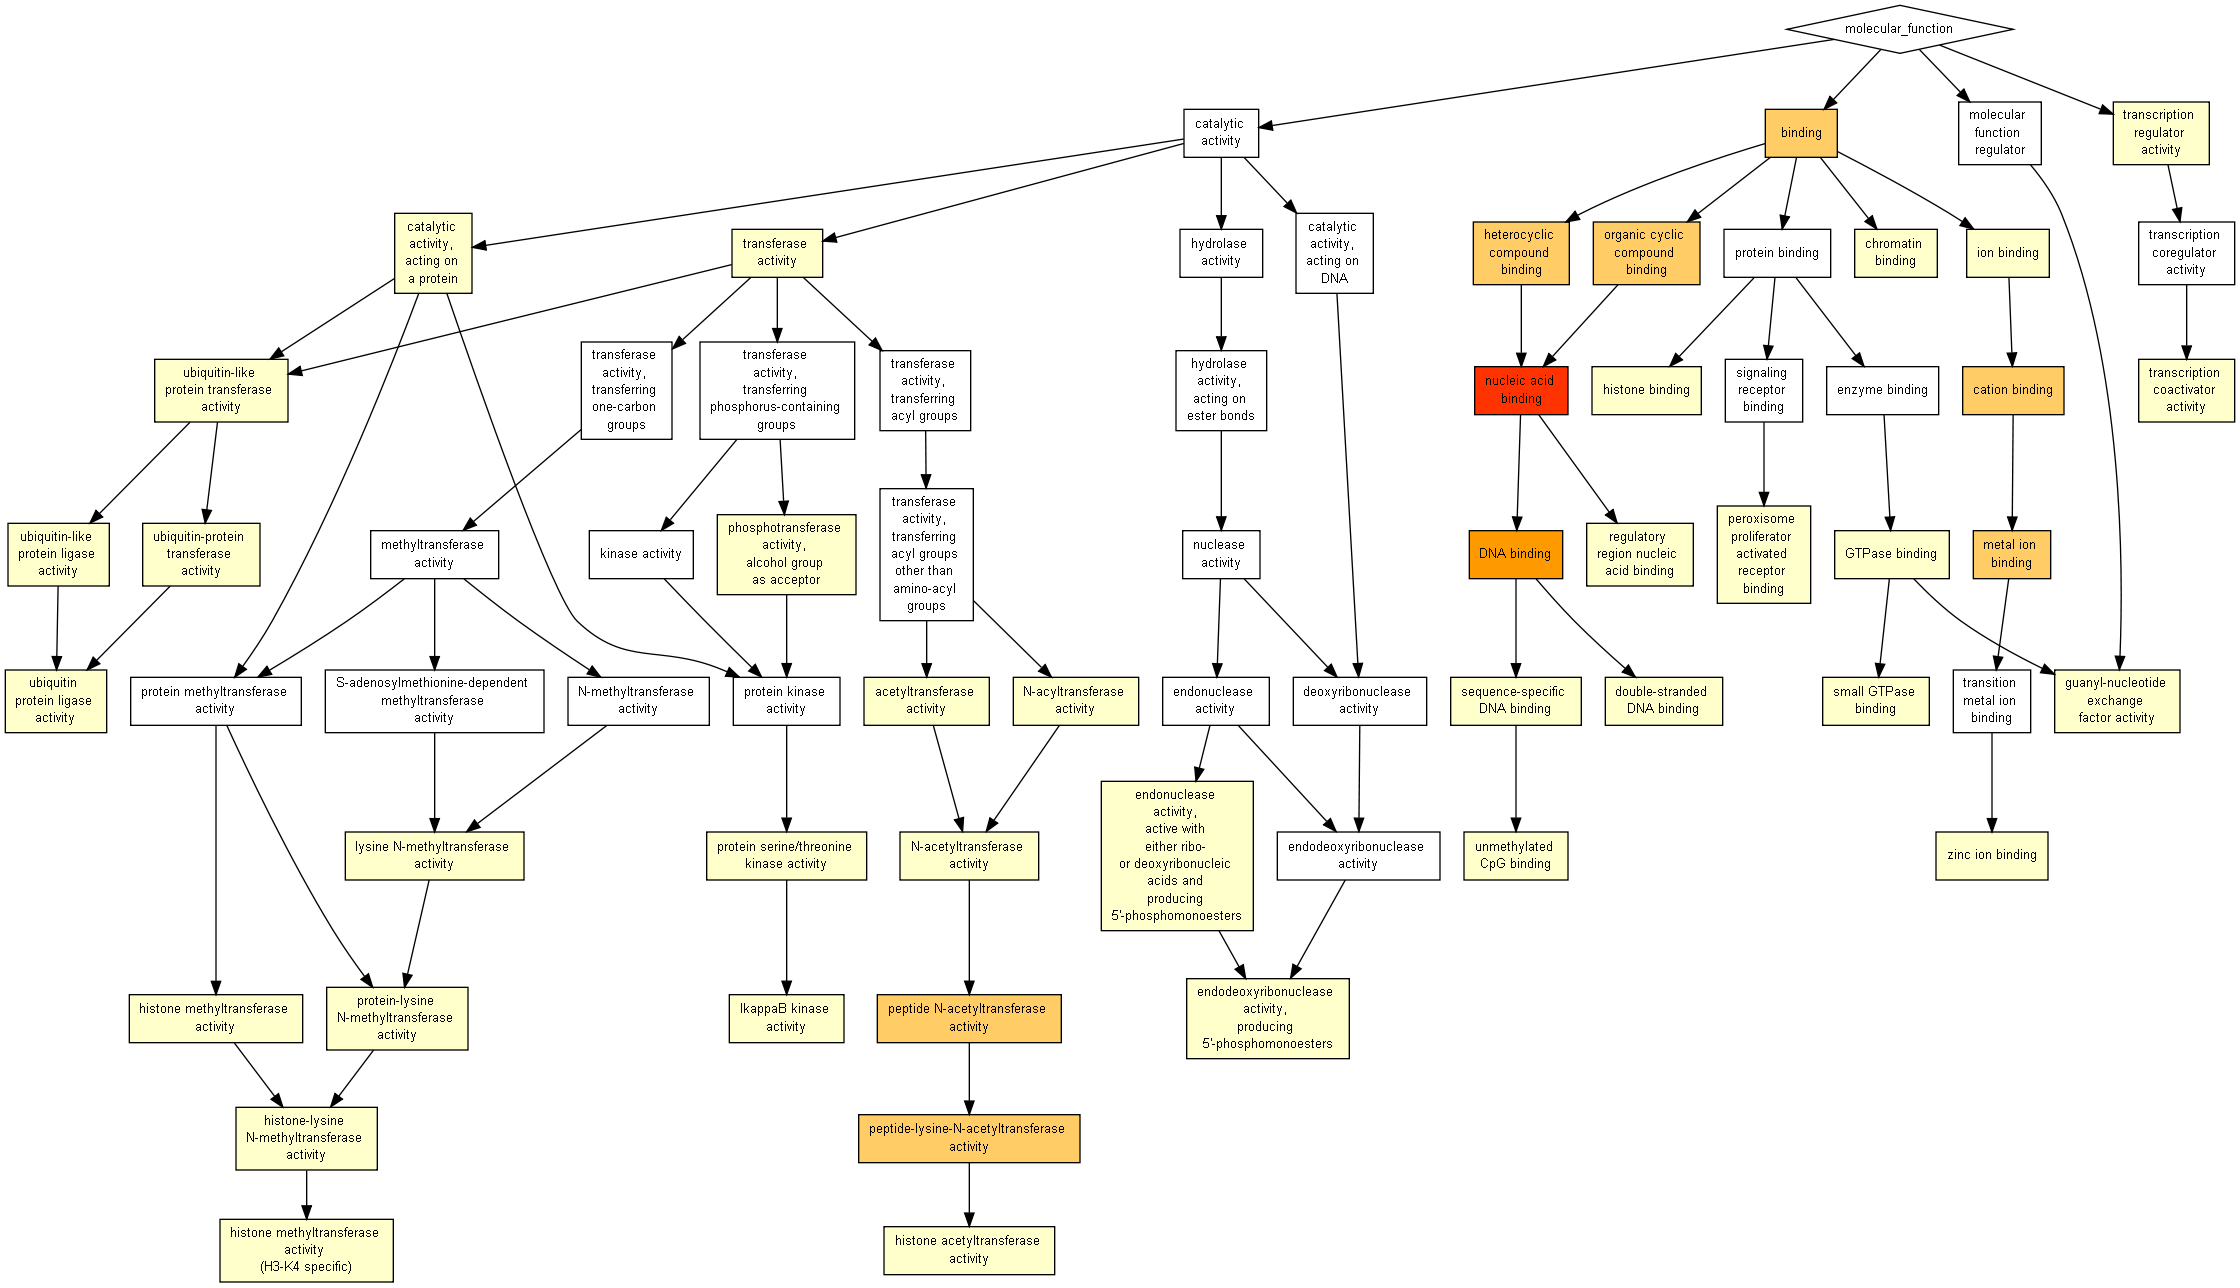 molecular_function
catalytic
activity
binding
molecular
function
regulator
transcription
regulator
activity
catalytic
activity,
acting on
a protein
transferase
activity
hydrolase
activity
catalytic
activity,
acting on
DNA
heterocyclic
compound
binding
organic cyclic
compound
binding
protein binding
chromatin
binding
ion binding
transcription
coregulator
activity
ubiquitin-like
protein transferase
activity
transferase
activity,
transferring
one-carbon
groups
transferase
activity,
transferring
phosphorus-containing
groups
transferase
activity,
transferring
acyl groups
hydrolase
activity,
acting on
ester bonds
nucleic acid
binding
histone binding
signaling
receptor
binding
enzyme binding
cation binding
transcription
coactivator
activity
ubiquitin-like
protein ligase
activity
ubiquitin-protein
transferase
activity
methyltransferase
activity
kinase activity
phosphotransferase
activity,
alcohol group
as acceptor
transferase
activity,
transferring
acyl groups
other than
amino-acyl
groups
nuclease
activity
DNA binding
regulatory
region nucleic
acid binding
peroxisome
proliferator
activated
receptor
binding
GTPase binding
metal ion
binding
ubiquitin
protein ligase
activity
protein methyltransferase
activity
S-adenosylmethionine-dependent
methyltransferase
activity
N-methyltransferase
activity
protein kinase
activity
acetyltransferase
activity
N-acyltransferase
activity
endonuclease
activity
deoxyribonuclease
activity
sequence-specific
DNA binding
double-stranded
DNA binding
small GTPase
binding
transition
metal ion
binding
guanyl-nucleotide
exchange
factor activity
lysine N-methyltransferase
activity
protein serine/threonine
kinase activity
N-acetyltransferase
activity
endonuclease
activity,
active with
either ribo-
or deoxyribonucleic
acids and
producing
5'-phosphomonoesters
endodeoxyribonuclease
activity
unmethylated
CpG binding
zinc ion binding
histone methyltransferase
activity
protein-lysine
N-methyltransferase
activity
IkappaB kinase
activity
peptide N-acetyltransferase
activity
endodeoxyribonuclease
activity,
producing
5'-phosphomonoesters
histone-lysine
N-methyltransferase
activity
peptide-lysine-N-acetyltransferase
activity
histone methyltransferase
activity
(H3-K4 specific)
histone acetyltransferase
activity